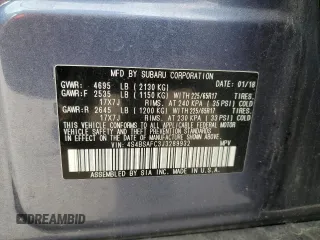 MFD BY SUBARU CORPORATION 01/18
GVWR: 4695 LB (2130 KG)
GAWR:F 2535 LB (1150 KG) WITH 225/65R17 TIRES.
17X7J RIMS. AT 240 KPA (35 PSI) COLD
GAWR:R 2645 LB (1200 KG) WITH 225/65R17 TIRES.
17X7J RIMS. AT 230 KPA (33 PSI) COLD
THIS VEHICLE CONFORMS TO ALL APPLICABLE FEDERAL MOTOR
VEHICLE SAFETY, BUMPER, AND THEFT PREVENTION STANDARDS
IN EFFECT ON THE DATE OF MANUFACTURE SHOWN ABOVE.
VIN: 4S4BSAFC3J3289932 MPV
ASSEMBLED BY SIA INC. MADE IN U.S.A.
DREAMBID